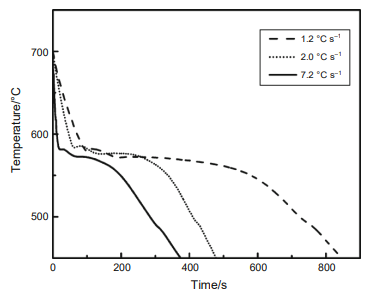 1.2 °C s⁻¹
2.0 °C s⁻¹
7.2 °C s⁻¹
700
600
500
Temperature/°C
0 200 400 600 800
Time/s